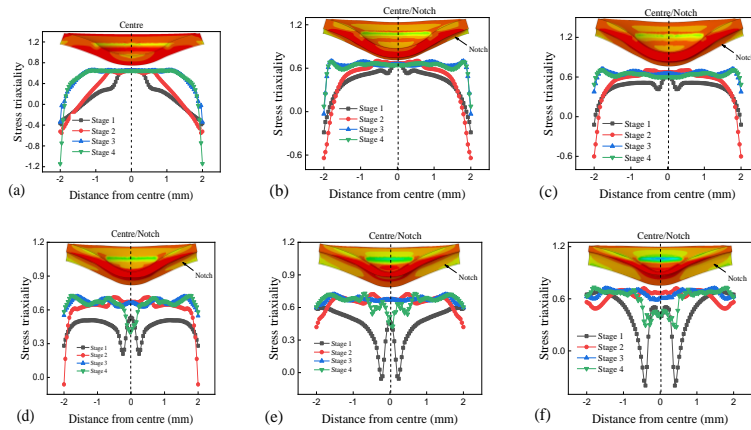 Centre
Stress triaxiality
1.2
0.8
0.4
0.0
-0.4
-0.8
-1.2
Stage 1
Stage 2
Stage 3
Stage 4
-2 -1 0 1 2
Distance from centre (mm)
(a)
Centre/Notch
Notch
Stress triaxiality
1.2
0.6
0.0
-0.6
Stage 1
Stage 2
Stage 3
Stage 4
-2 -1 0 1 2
Distance from centre (mm)
(b)
Centre/Notch
Notch
Stress triaxiality
1.2
0.6
0.0
-0.6
Stage 1
Stage 2
Stage 3
Stage 4
-2 -1 0 1 2
Distance from centre (mm)
(c)
Centre/Notch
Notch
Stress triaxiality
1.2
0.9
0.6
0.3
0.0
Stage 1
Stage 2
Stage 3
Stage 4
-2 -1 0 1 2
Distance from centre (mm)
(d)
Centre/Notch
Notch
Stress triaxiality
1.2
0.9
0.6
0.3
0.0
Stage 1
Stage 2
Stage 3
Stage 4
-2 -1 0 1 2
Distance from centre (mm)
(e)
Centre/Notch
Notch
Stress triaxiality
1.2
0.6
0.0
Stage 1
Stage 2
Stage 3
Stage 4
-2 -1 0 1 2
Distance from centre (mm)
(f)